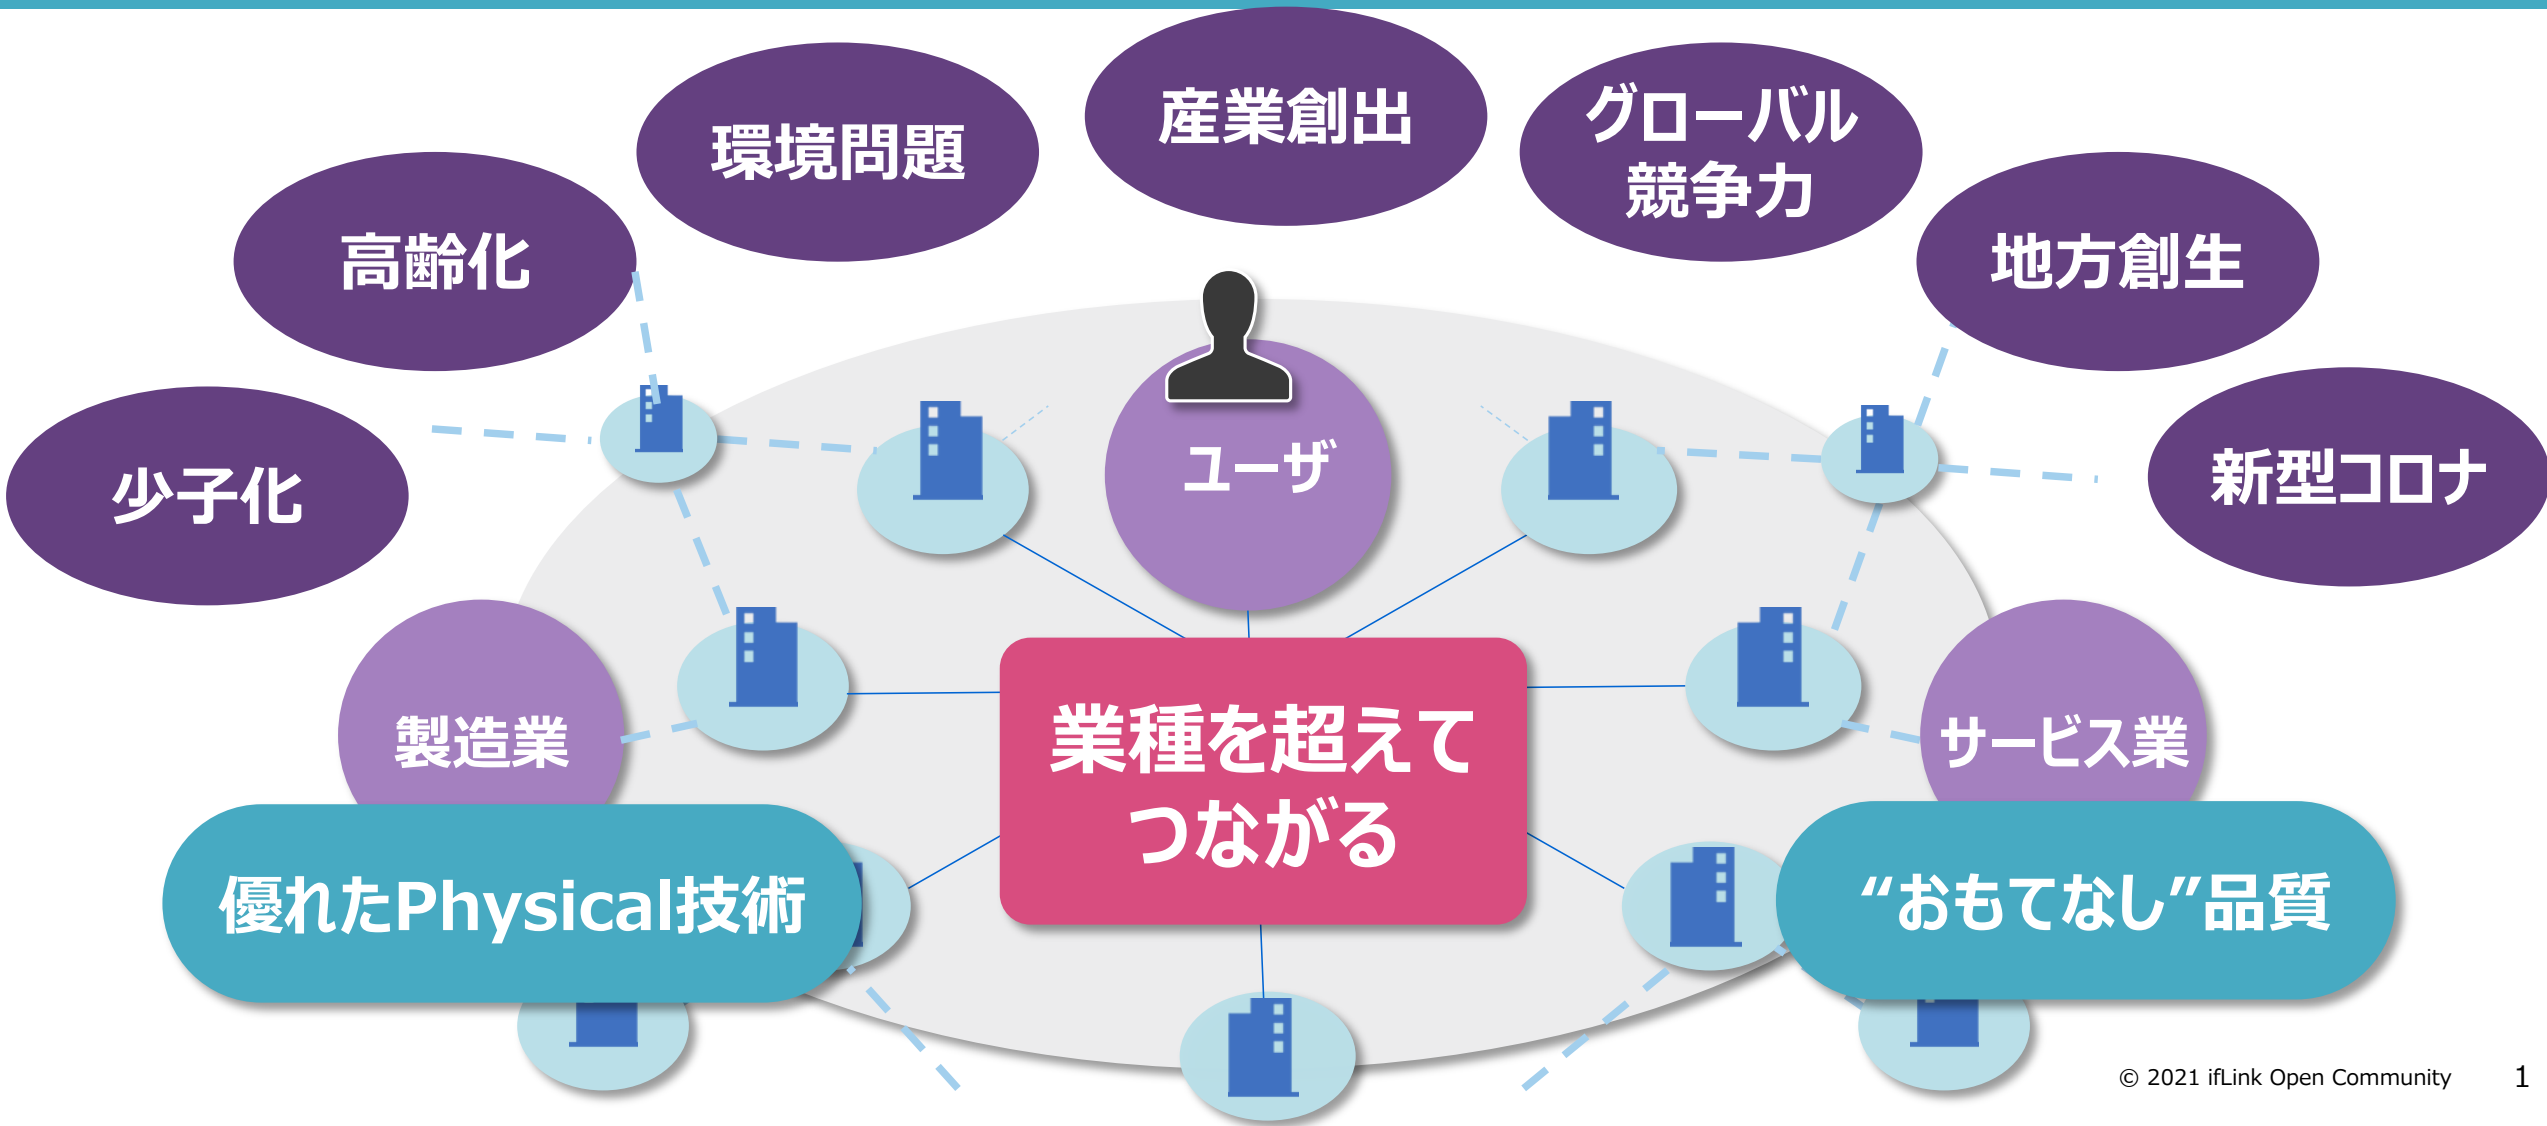 産業創出
グローバル
競争力
環境問題
高齢化
地方創生
少子化
新型コロナ
ユーザ
製造業
サービス業
業種を超えて
つながる
優れたPhysical技術
“おもてなし”品質
© 2021 ifLink Open Community 1